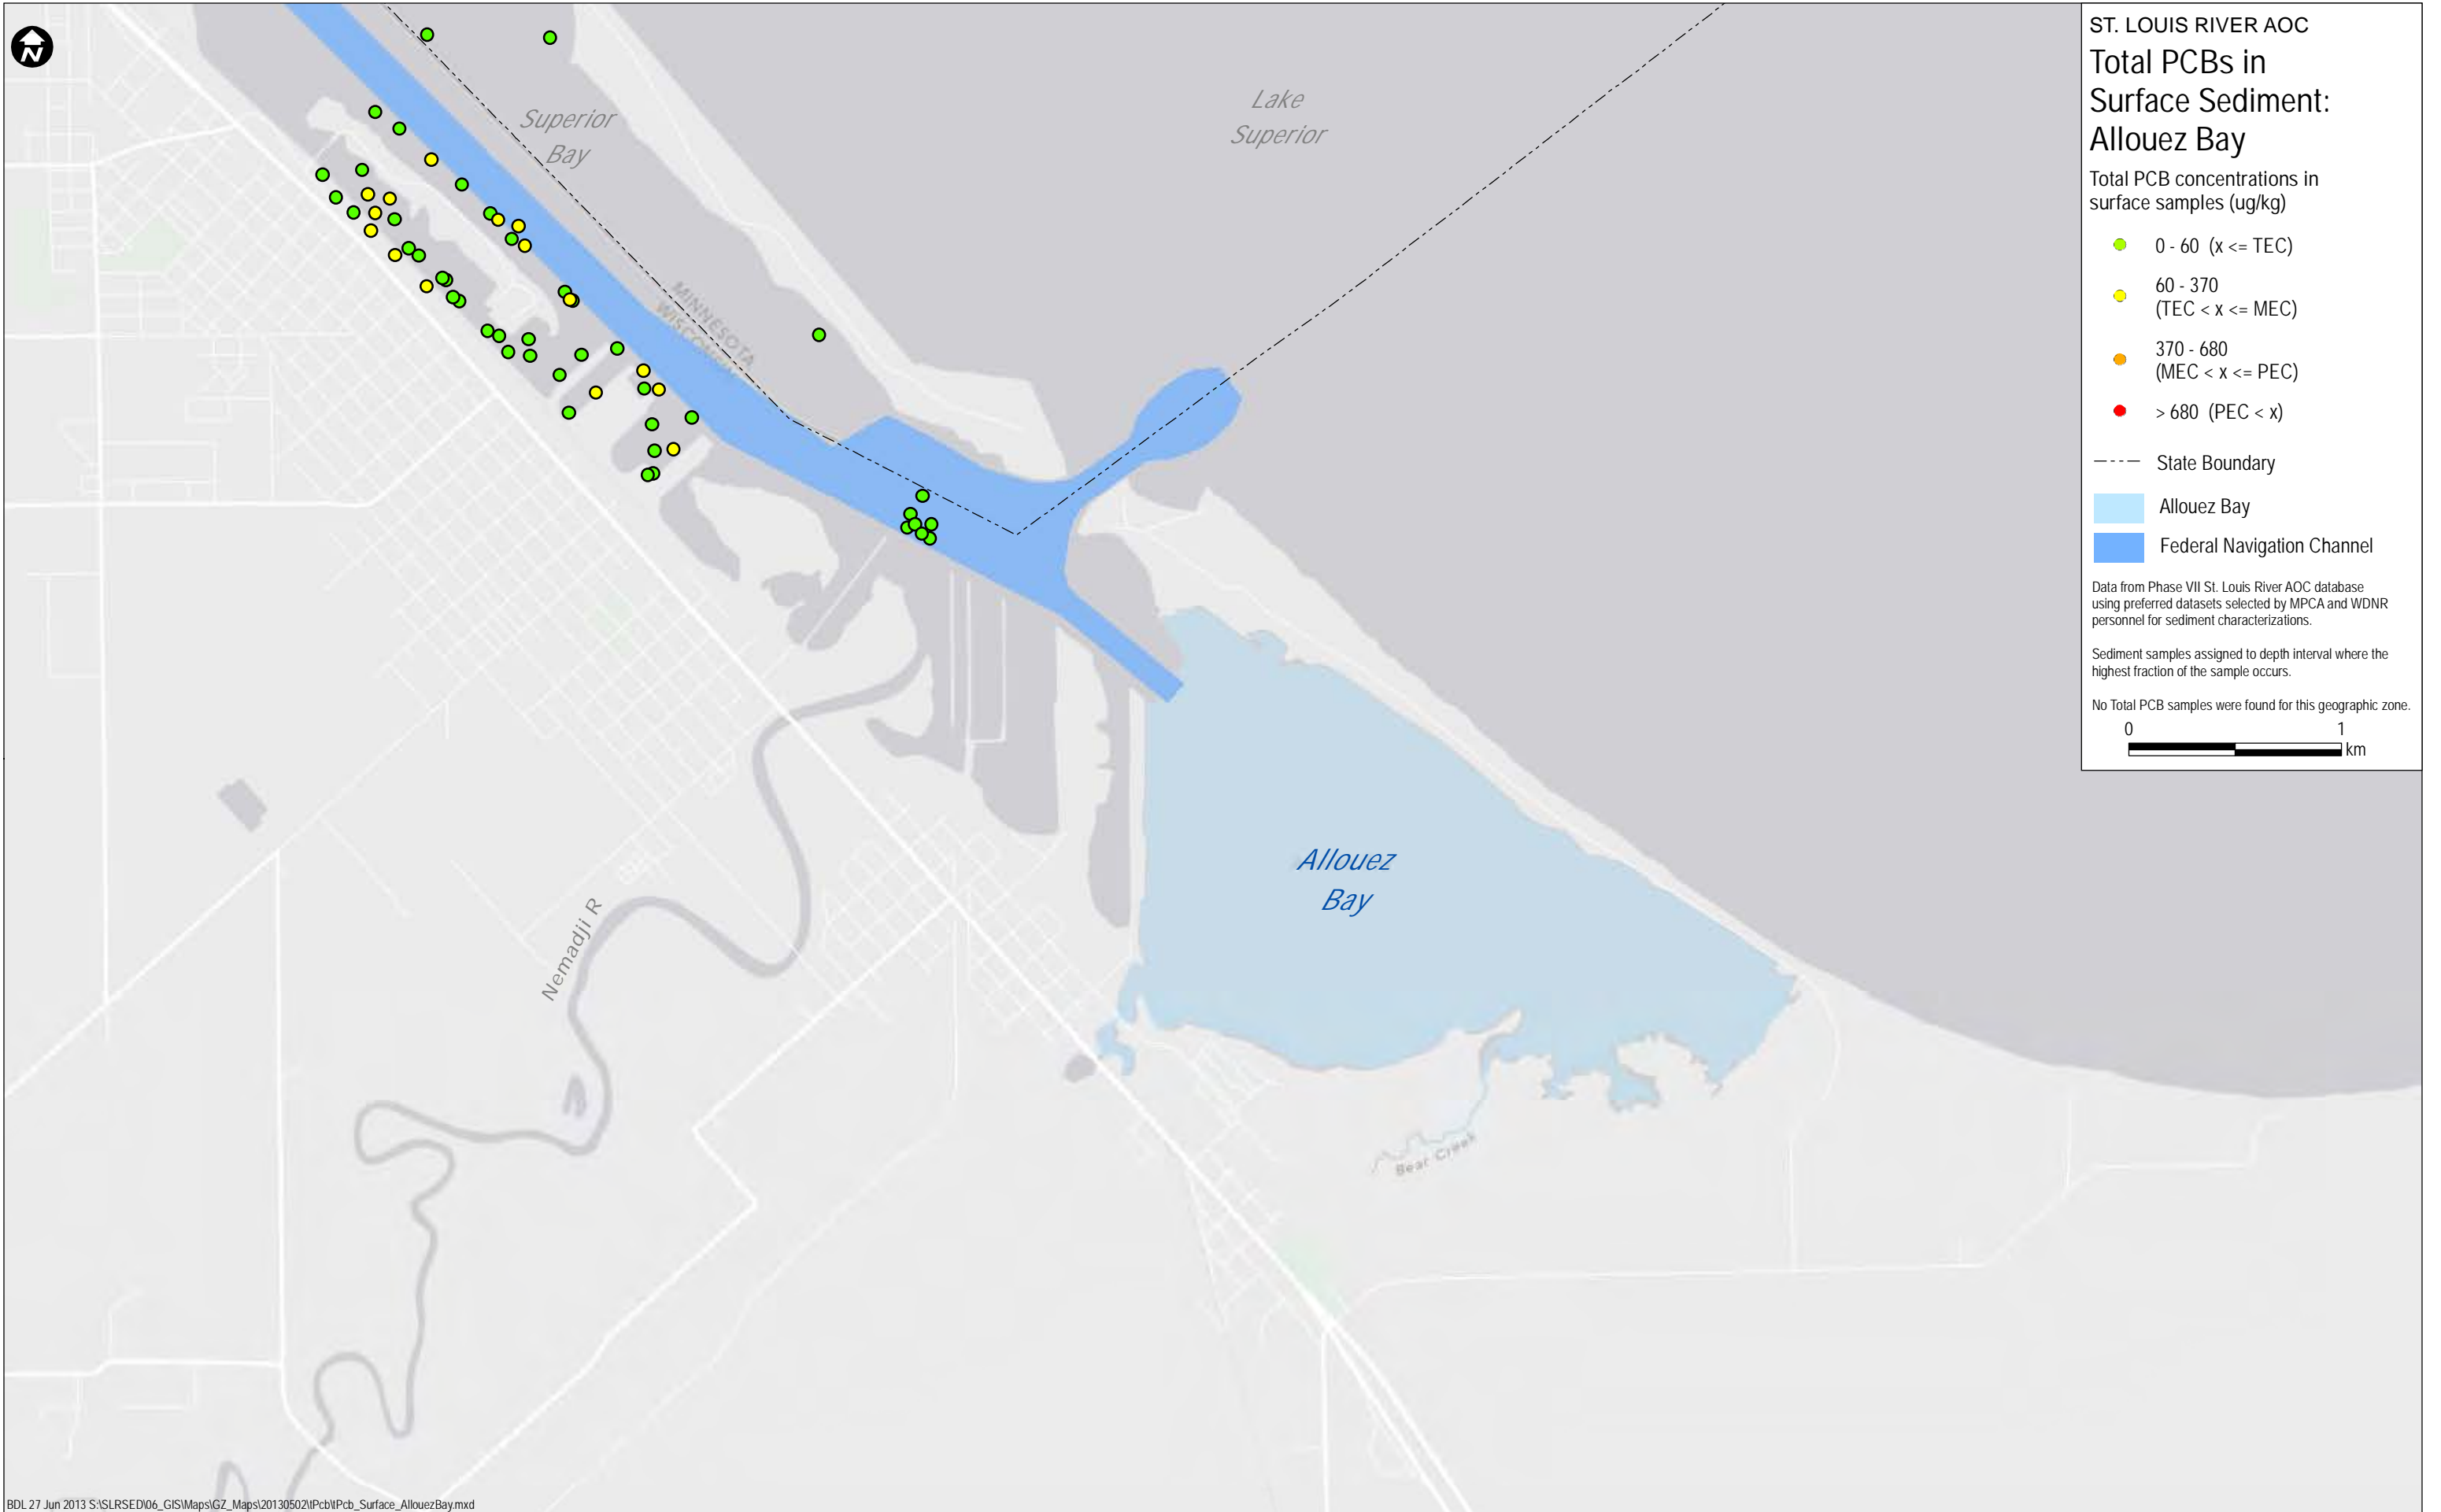 N
ST. LOUIS RIVER AOC
Total PCBs in
Surface Sediment:
Allouez Bay
Total PCB concentrations in
surface samples (ug/kg)
0 - 60 (x <= TEC)
60 - 370
(TEC < x <= MEC)
370 - 680
(MEC < x <= PEC)
> 680 (PEC < x)
State Boundary
Allouez Bay
Federal Navigation Channel
Data from Phase VII St. Louis River AOC database
using preferred datasets selected by MPCA and WDNR
personnel for sediment characterizations.
Sediment samples assigned to depth interval where the
highest fraction of the sample occurs.
No Total PCB samples were found for this geographic zone.
0 1
km
Superior
Bay
Lake
Superior
MINNESOTA
WISCONSIN
Allouez
Bay
Nemadji R
Bear Creek
BDL 27 Jun 2013 S:\SLRSED\06_GIS\Maps\GZ_Maps\20130502\tPcb\tPcb_Surface_AllouezBay.mxd